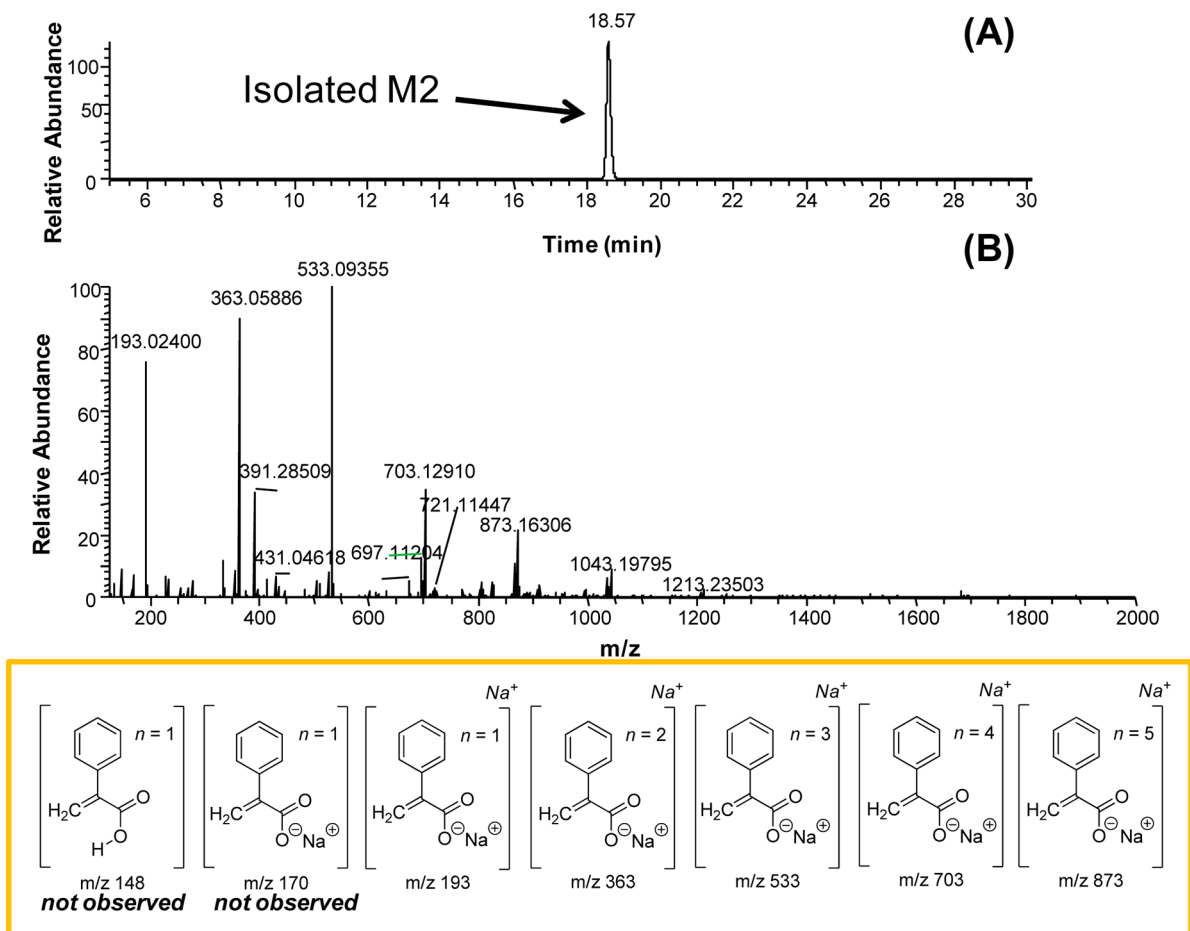 18.57
(A)
Isolated M2
Relative Abundance
100
50
0
6 8 10 12 14 16 18 20 22 24 26 28 30
Time (min)
(B)
Relative Abundance
533.09355
363.05886
193.02400
391.28509
703.12910
721.11447
873.16306
431.04618
697.11204
1043.19795
1213.23503
100
80
60
40
20
0
200 400 600 800 1000 1200 1400 1600 1800 2000
m/z
Na+ Na+ Na+ Na+ Na+
n = 1 n = 1 n = 1 n = 2 n = 3 n = 4 n = 5
H2C O O H
H2C O O⊖ Na⊕
H2C O O⊖ Na⊕
H2C O O⊖ Na⊕
H2C O O⊖ Na⊕
H2C O O⊖ Na⊕
H2C O O⊖ Na⊕
m/z 148 m/z 170 m/z 193 m/z 363 m/z 533 m/z 703 m/z 873
not observed not observed